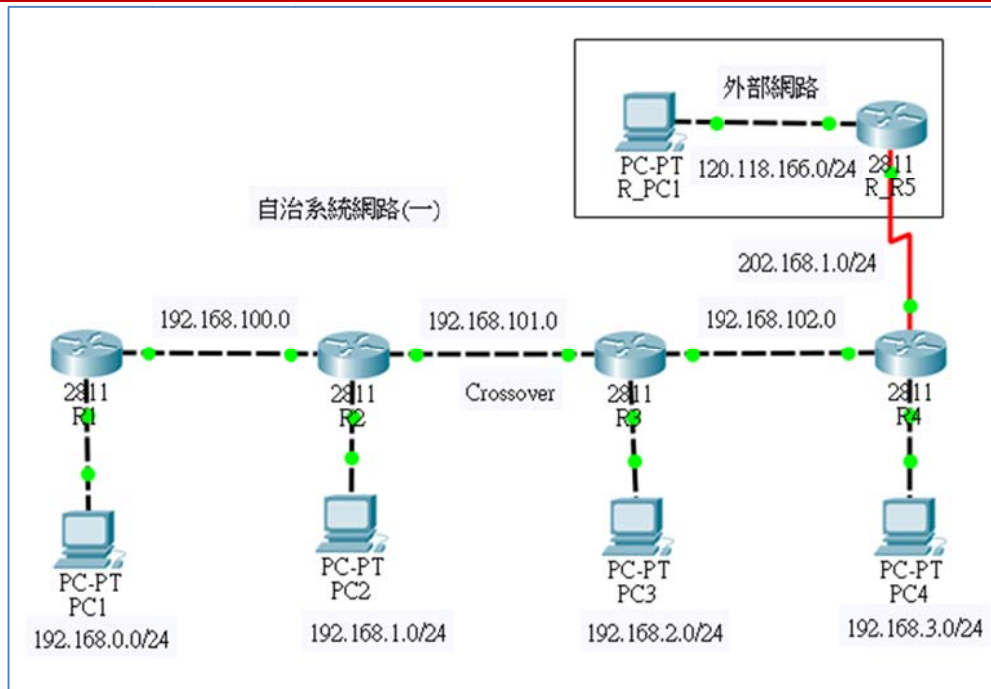 外部網路
PC-PT
R_PC1
120.118.166.0/24
2811
R_R5
自治系統網路(一)
202.168.1.0/24
192.168.100.0
192.168.101.0
192.168.102.0
Crossover
2811
R1
2811
R2
2811
R3
2811
R4
PC-PT
PC1
192.168.0.0/24
PC-PT
PC2
192.168.1.0/24
PC-PT
PC3
192.168.2.0/24
PC-PT
PC4
192.168.3.0/24